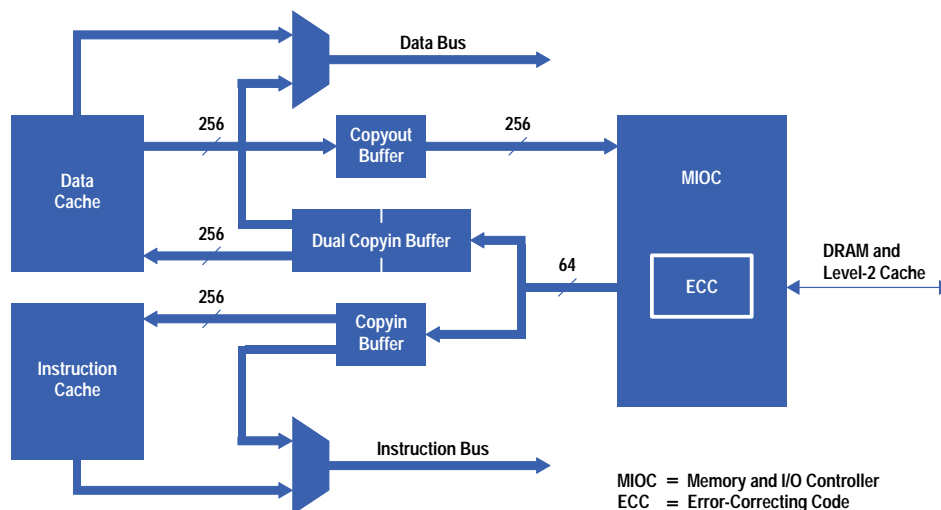 Data Bus
256
Copyout
Buffer
256
Data
Cache
MIOC
Dual Copyin Buffer
256
64
DRAM and
Level-2 Cache
ECC
256
Copyin
Buffer
Instruction
Cache
Instruction Bus
MIOC = Memory and I/O Controller
ECC = Error-Correcting Code